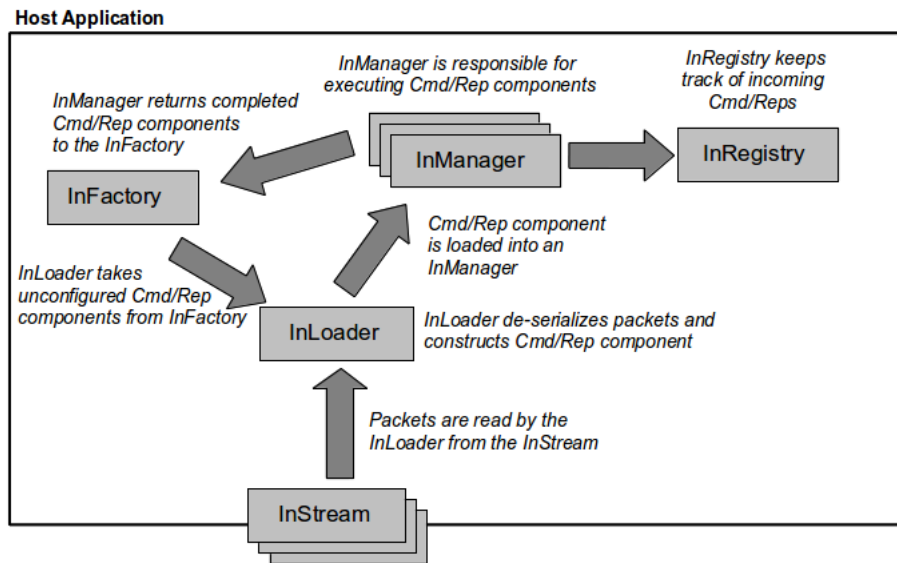 Host Application
InManager is responsible for
executing Cmd/Rep components
InRegistry keeps
track of incoming
Cmd/Reps
InManager returns completed
Cmd/Rep components
to the InFactory
InManager
InRegistry
InFactory
Cmd/Rep component
is loaded into an
InManager
InLoader takes
unconfigured Cmd/Rep
components from InFactory
InLoader
InLoader de-serializes packets and
constructs Cmd/Rep component
Packets are read by the
InLoader from the InStream
InStream